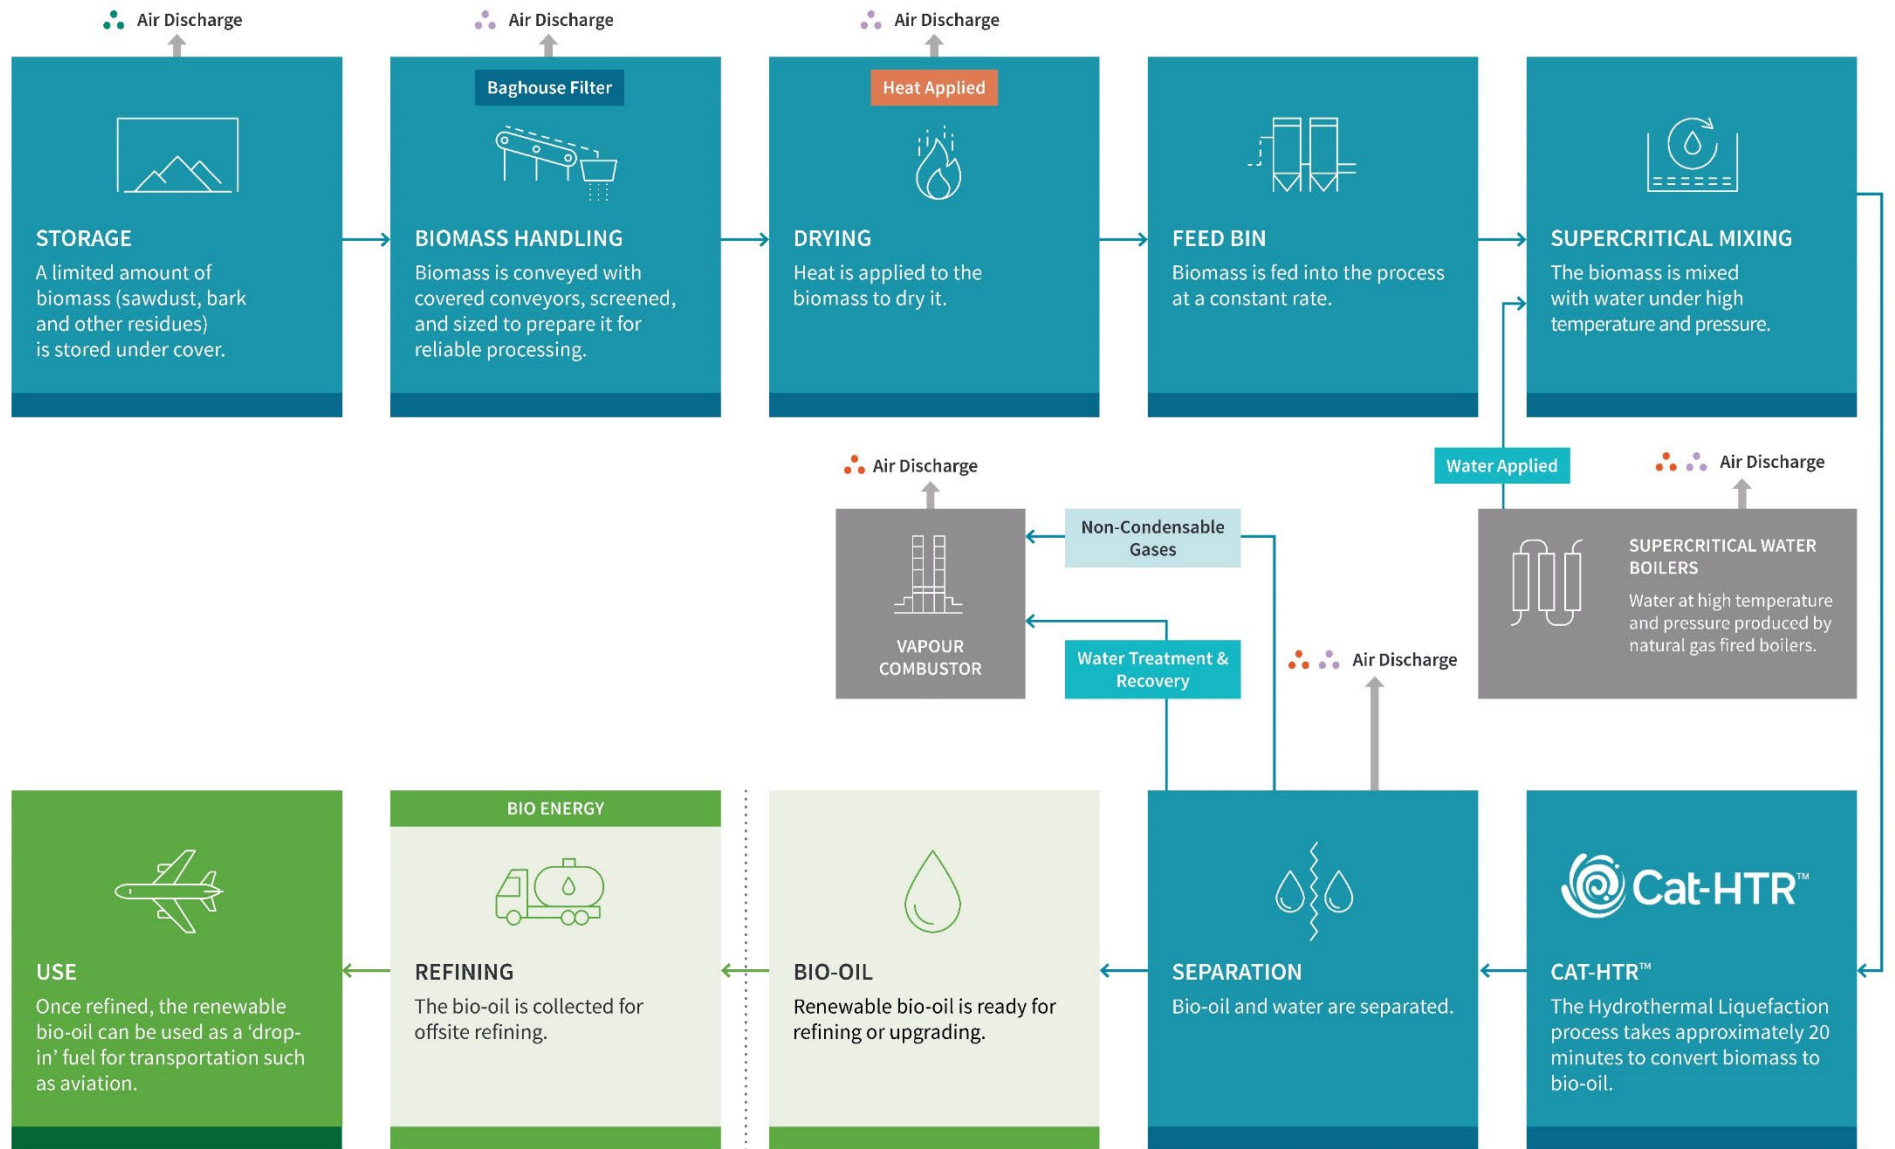 Air Discharge
Air Discharge
Air Discharge
Baghouse Filter
Heat Applied
STORAGE
A limited amount of
biomass (sawdust, bark
and other residues)
is stored under cover.
BIOMASS HANDLING
Biomass is conveyed with
covered conveyors, screened,
and sized to prepare it for
reliable processing.
DRYING
Heat is applied to the
biomass to dry it.
FEED BIN
Biomass is fed into the process
at a constant rate.
SUPERCRITICAL MIXING
The biomass is mixed
with water under high
temperature and pressure.
Air Discharge
Water Applied
Air Discharge
Non-Condensable
Gases
SUPERCRITICAL WATER
BOILERS
Water at high temperature
and pressure produced by
natural gas fired boilers.
VAPOUR
COMBUSTOR
Water Treatment &
Recovery
Air Discharge
USE
Once refined, the renewable
bio-oil can be used as a ‘drop-
in’ fuel for transportation such
as aviation.
BIO ENERGY
REFINING
The bio-oil is collected for
offsite refining.
BIO-OIL
Renewable bio-oil is ready for
refining or upgrading.
SEPARATION
Bio-oil and water are separated.
Cat-HTR™
CAT-HTR™
The Hydrothermal Liquefaction
process takes approximately 20
minutes to convert biomass to
bio-oil.